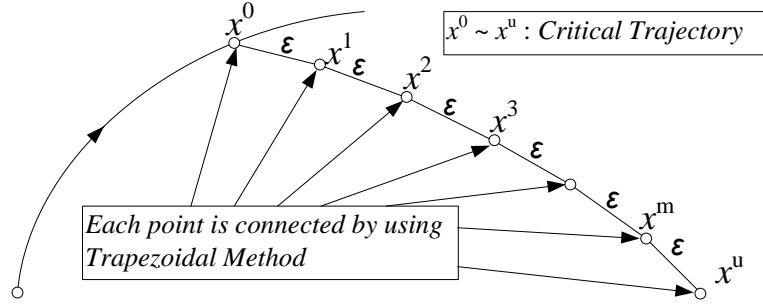 x⁰
x⁰ ~ xᵘ : Critical Trajectory
ε
x¹
ε
x²
ε
x³
ε
ε
Each point is connected by using
Trapezoidal Method
xᵐ
ε
xᵘ